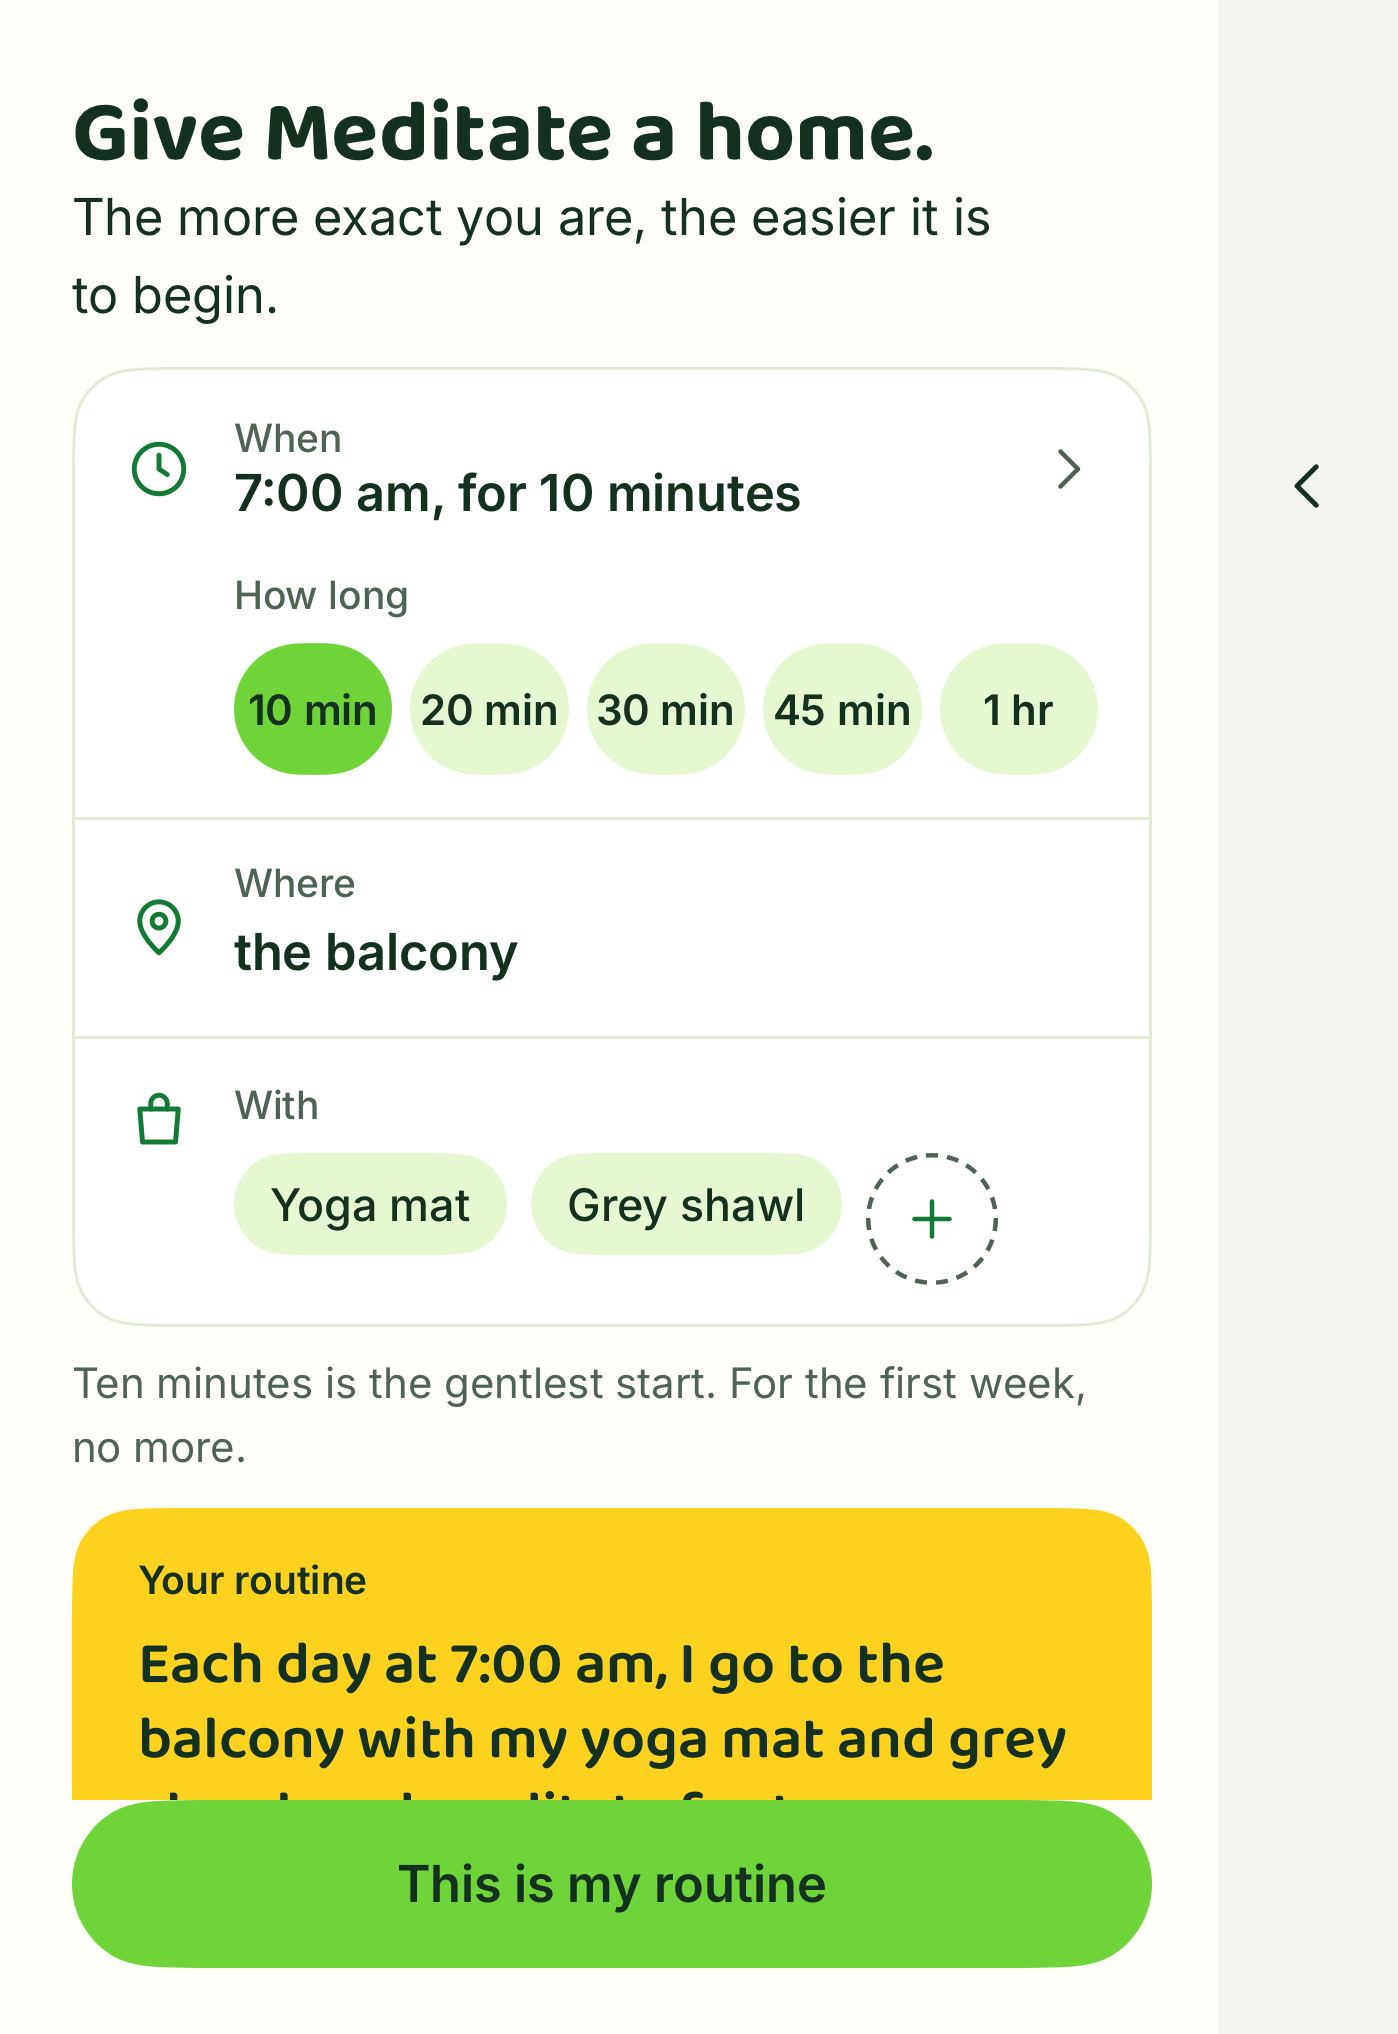 Give Meditate a home.
The more exact you are, the easier it is
to begin.
When
7:00 am, for 10 minutes
How long
10 min 20 min 30 min 45 min 1 hr
Where
the balcony
With
Yoga mat Grey shawl
Ten minutes is the gentlest start. For the first week,
no more.
Your routine
Each day at 7:00 am, I go to the
balcony with my yoga mat and grey
This is my routine